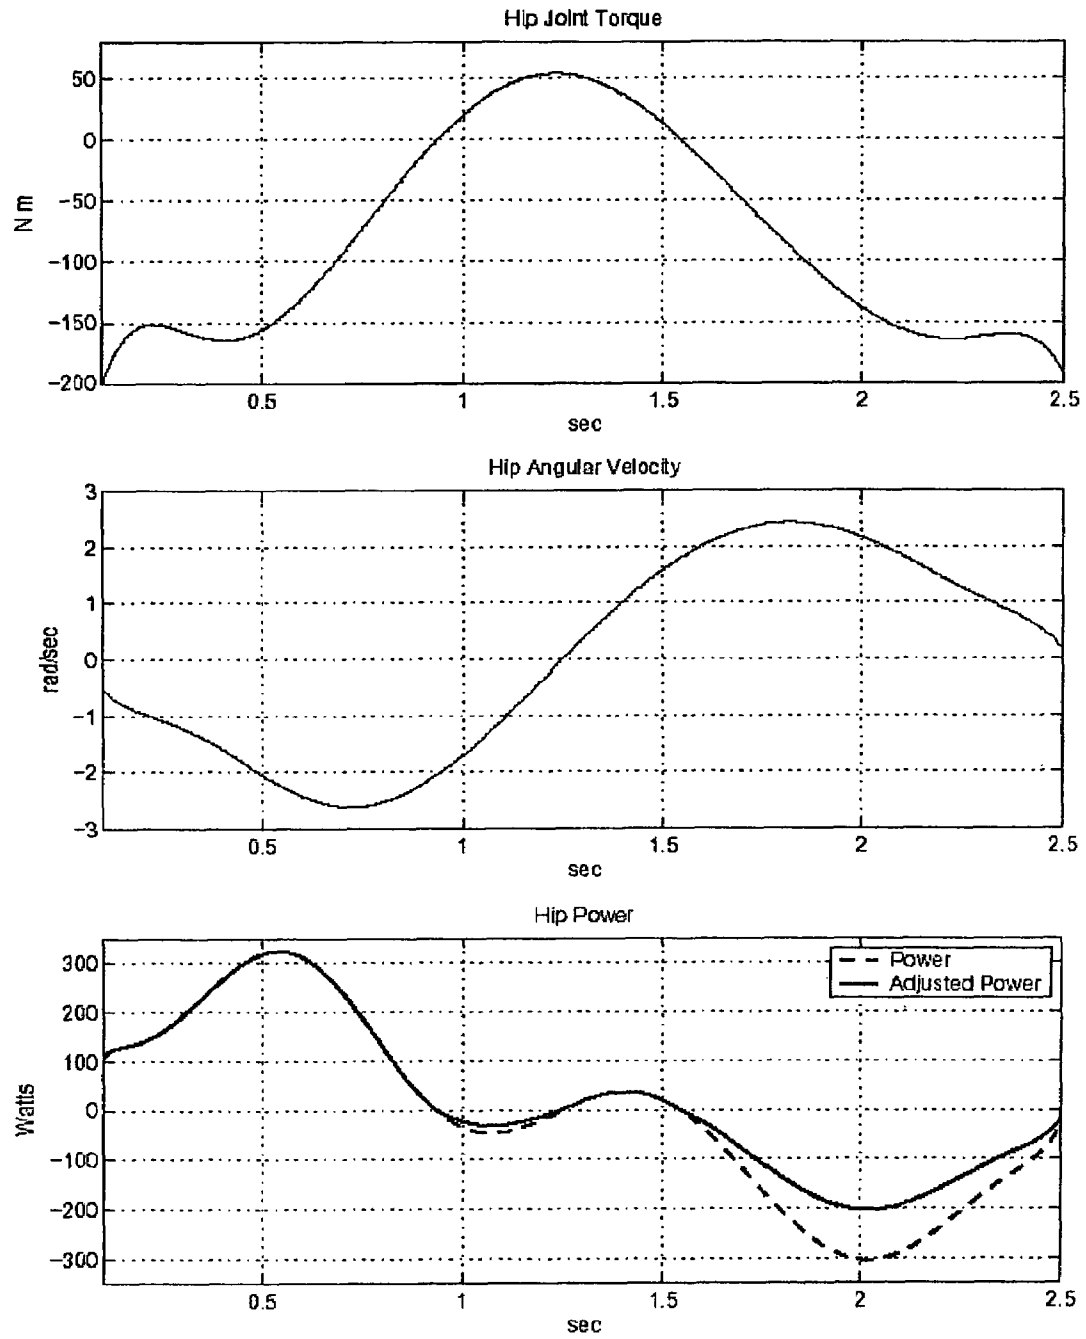 Hip Joint Torque
50
0
−50
−100
−150
−200
N m
0.5 1 1.5 2 2.5
sec
Hip Angular Velocity
3
2
1
0
−1
−2
−3
rad/sec
0.5 1 1.5 2 2.5
sec
Hip Power
Power
Adjusted Power
300
200
100
0
−100
−200
−300
Watts
0.5 1 1.5 2 2.5
sec